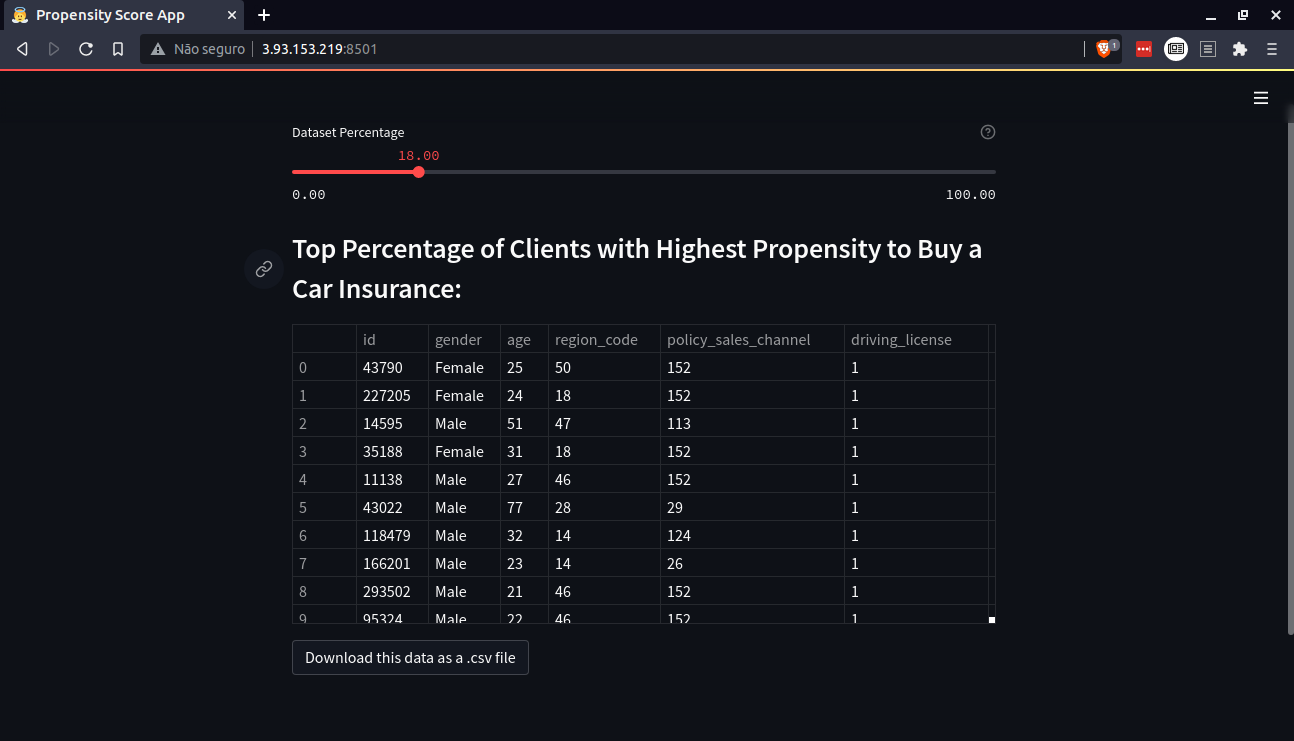 Propensity Score App
Não seguro 3.93.153.219:8501
1
Dataset Percentage
18.00
0.00 100.00
Top Percentage of Clients with Highest Propensity to Buy a
Car Insurance:
id gender age region_code policy_sales_channel driving_license
0 43790 Female 25 50 152 1
1 227205 Female 24 18 152 1
2 14595 Male 51 47 113 1
3 35188 Female 31 18 152 1
4 11138 Male 27 46 152 1
5 43022 Male 77 28 29 1
6 118479 Male 32 14 124 1
7 166201 Male 23 14 26 1
8 293502 Male 21 46 152 1
9 95324 Male 22 46 152 1
Download this data as a .csv file